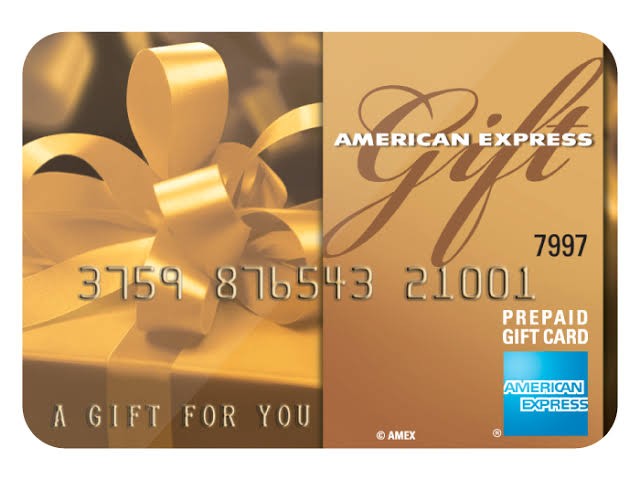 Gift
AMERICAN EXPRESS
7997
3759 876543 21001
PREPAID
GIFT CARD
AMERICAN
EXPRESS
®
A GIFT FOR YOU
© AMEX